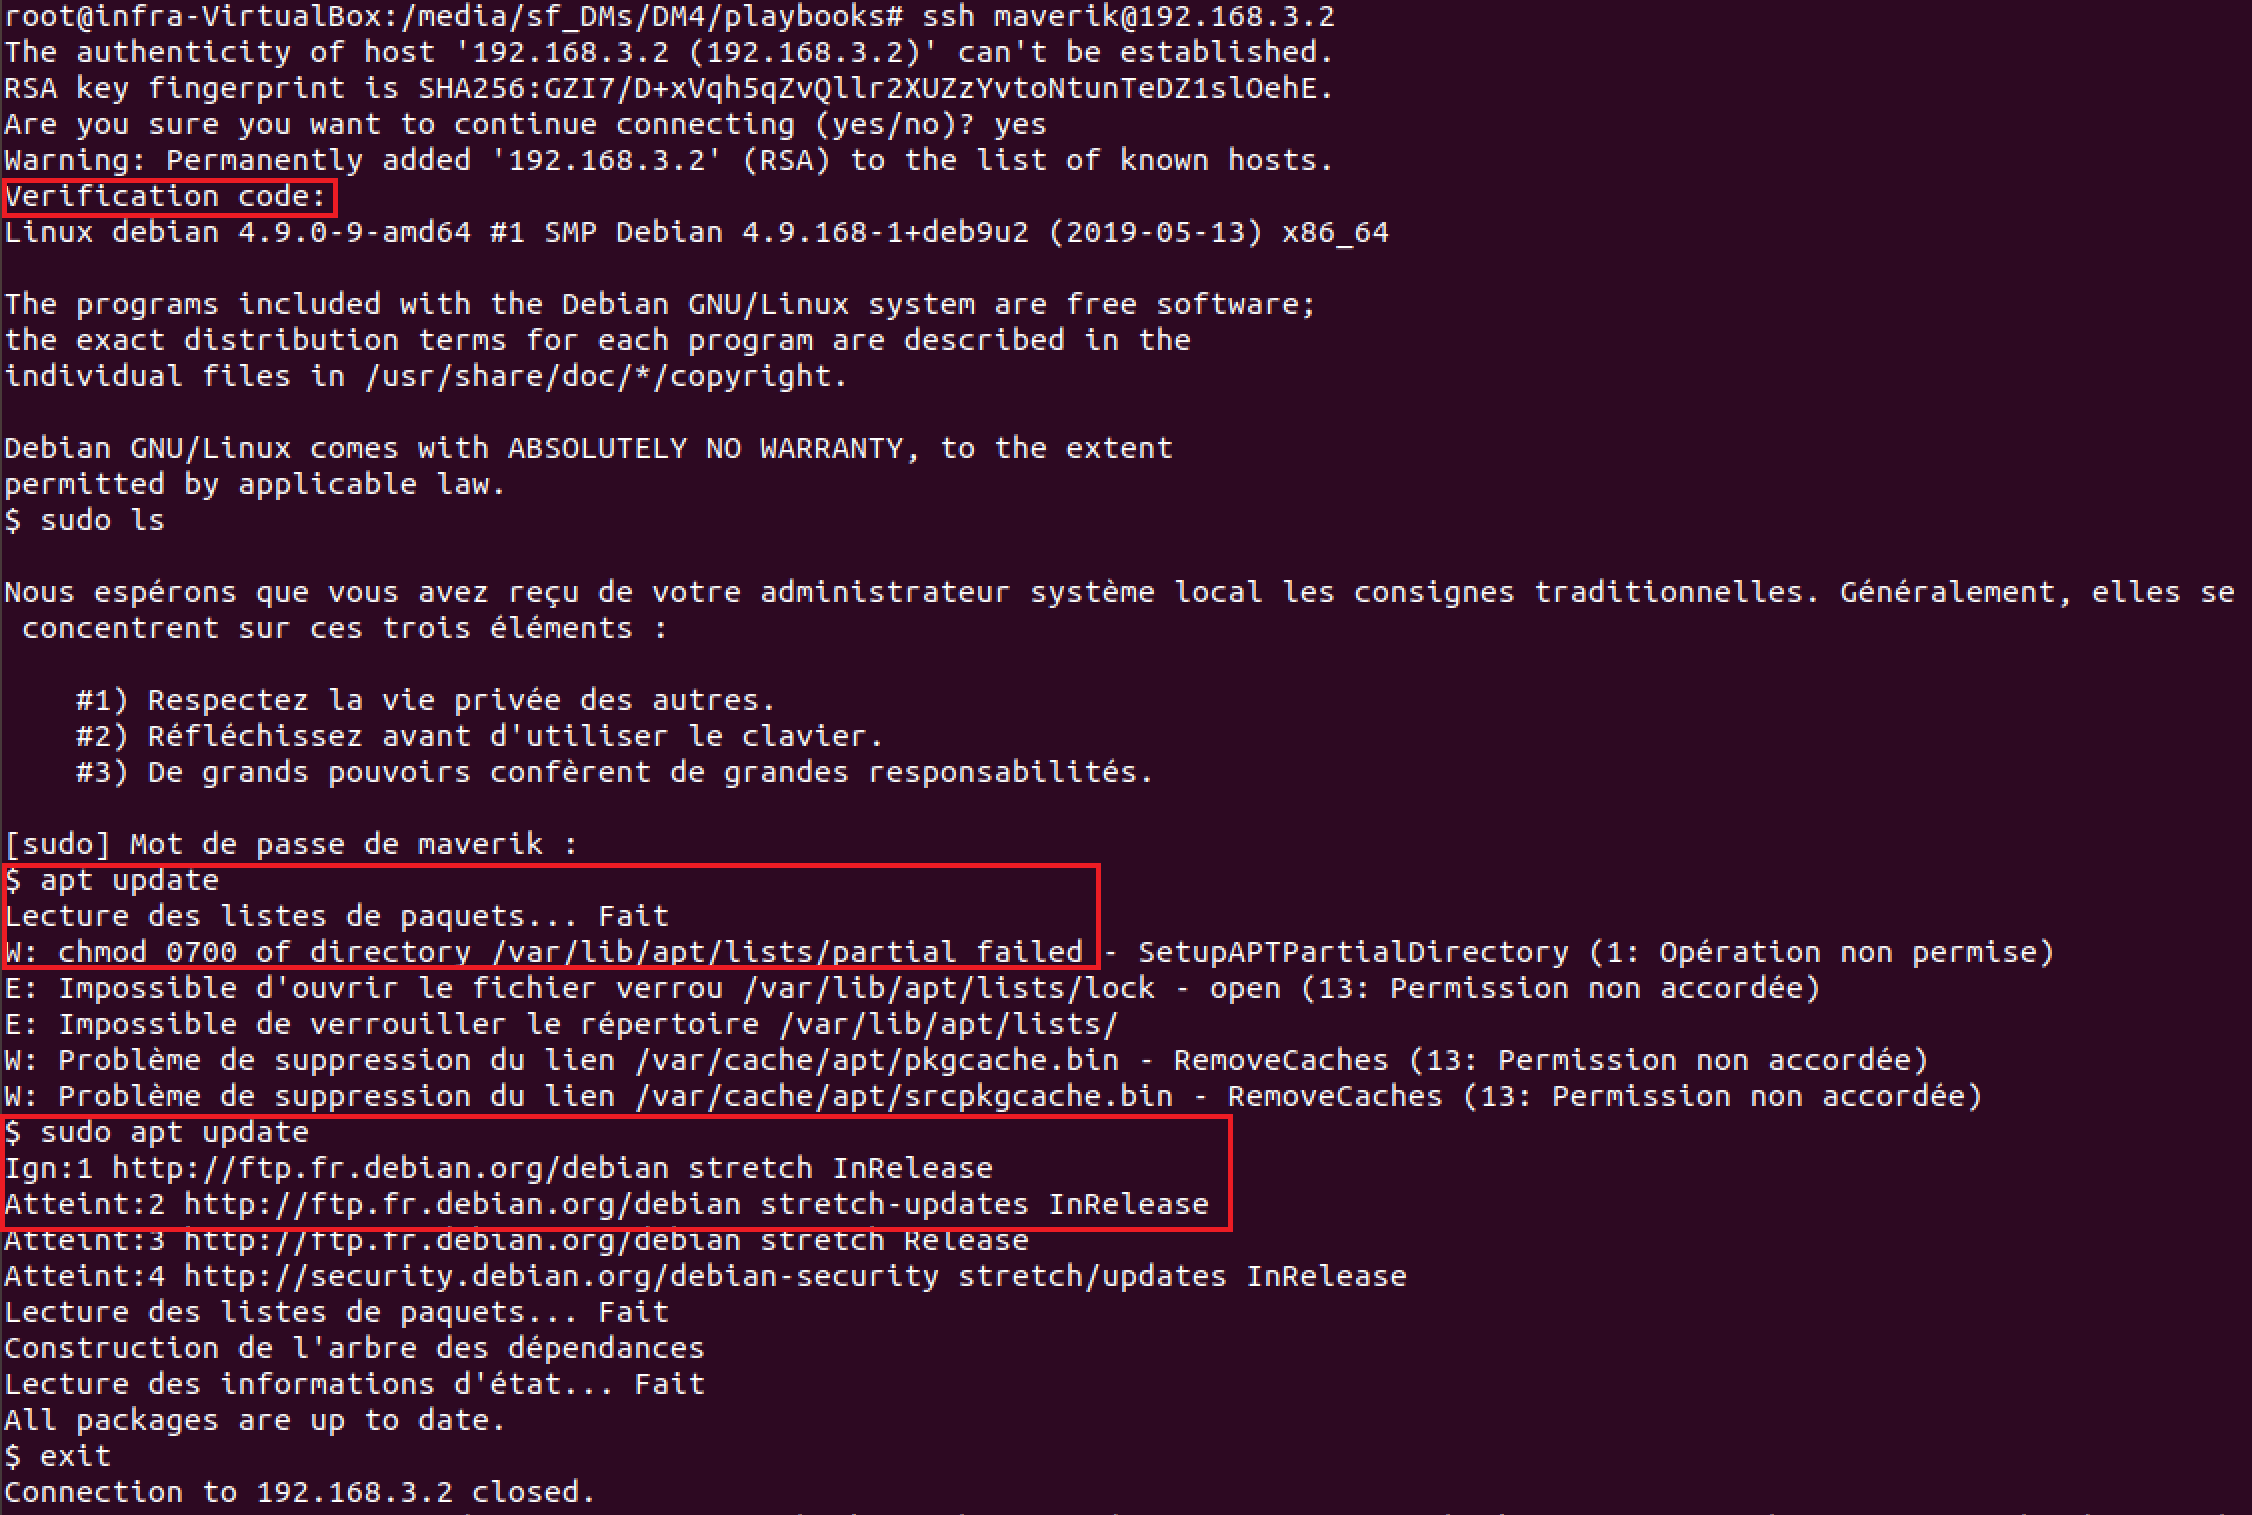 root@infra-VirtualBox:/media/sf_DMs/DM4/playbooks# ssh maverik@192.168.3.2
The authenticity of host '192.168.3.2 (192.168.3.2)' can't be established.
RSA key fingerprint is SHA256:GZI7/D+xVqh5qZvQllr2XUZzYvtoNtunTeDZ1slOehE.
Are you sure you want to continue connecting (yes/no)? yes
Warning: Permanently added '192.168.3.2' (RSA) to the list of known hosts.
Verification code:
Linux debian 4.9.0-9-amd64 #1 SMP Debian 4.9.168-1+deb9u2 (2019-05-13) x86_64
The programs included with the Debian GNU/Linux system are free software;
the exact distribution terms for each program are described in the
individual files in /usr/share/doc/*/copyright.
Debian GNU/Linux comes with ABSOLUTELY NO WARRANTY, to the extent
permitted by applicable law.
$ sudo ls
Nous espérons que vous avez reçu de votre administrateur système local les consignes traditionnelles. Généralement, elles se
concentrent sur ces trois éléments :
#1) Respectez la vie privée des autres.
#2) Réfléchissez avant d'utiliser le clavier.
#3) De grands pouvoirs confèrent de grandes responsabilités.
[sudo] Mot de passe de maverik :
$ apt update
Lecture des listes de paquets... Fait
W: chmod 0700 of directory /var/lib/apt/lists/partial failed - SetupAPTPartialDirectory (1: Opération non permise)
E: Impossible d'ouvrir le fichier verrou /var/lib/apt/lists/lock - open (13: Permission non accordée)
E: Impossible de verrouiller le répertoire /var/lib/apt/lists/
W: Problème de suppression du lien /var/cache/apt/pkgcache.bin - RemoveCaches (13: Permission non accordée)
W: Problème de suppression du lien /var/cache/apt/srcpkgcache.bin - RemoveCaches (13: Permission non accordée)
$ sudo apt update
Ign:1 http://ftp.fr.debian.org/debian stretch InRelease
Atteint:2 http://ftp.fr.debian.org/debian stretch-updates InRelease
Atteint:3 http://ftp.fr.debian.org/debian stretch Release
Atteint:4 http://security.debian.org/debian-security stretch/updates InRelease
Lecture des listes de paquets... Fait
Construction de l'arbre des dépendances
Lecture des informations d'état... Fait
All packages are up to date.
$ exit
Connection to 192.168.3.2 closed.